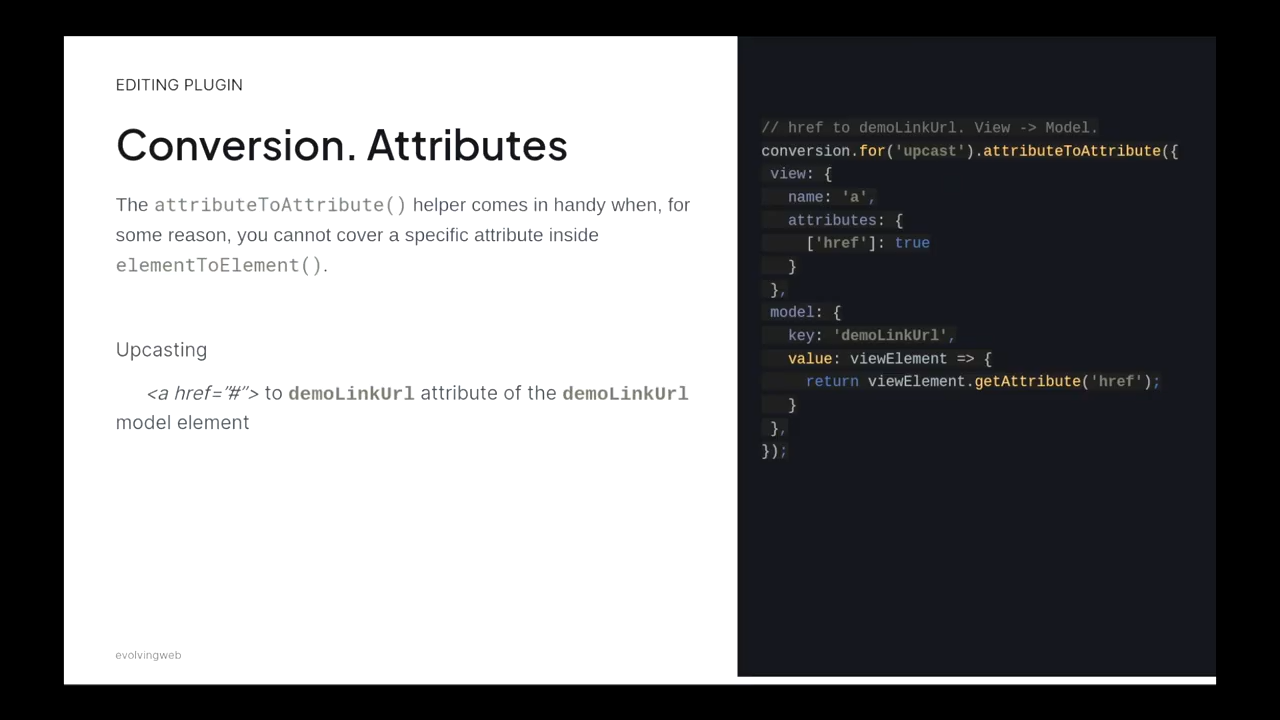 EDITING PLUGIN
Conversion. Attributes
The attributeToAttribute() helper comes in handy when, for
some reason, you cannot cover a specific attribute inside
elementToElement().
Upcasting
<a href="#"> to demoLinkUrl attribute of the demoLinkUrl
model element
evolvingweb
// href to demoLinkUrl. View -> Model.
conversion.for('upcast').attributeToAttribute({
 view: {
   name: 'a',
   attributes: {
     ['href']: true
   }
 },
 model: {
   key: 'demoLinkUrl',
   value: viewElement => {
     return viewElement.getAttribute('href');
   }
 },
});